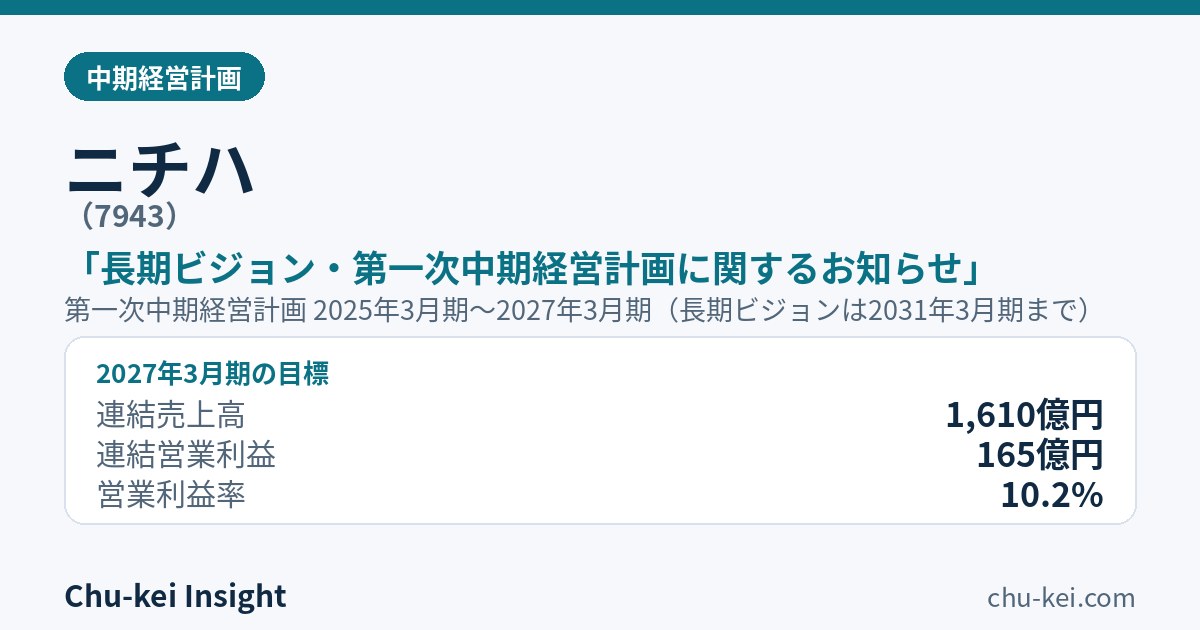 中期経営計画
ニチハ
（7943）
「長期ビジョン・第一次中期経営計画に関するお知らせ」
第一次中期経営計画 2025年3月期～2027年3月期（長期ビジョンは2031年3月期まで）
2027年3月期の目標
連結売上高 1,610億円
連結営業利益 165億円
営業利益率 10.2%
Chu-kei Insight
chu-kei.com